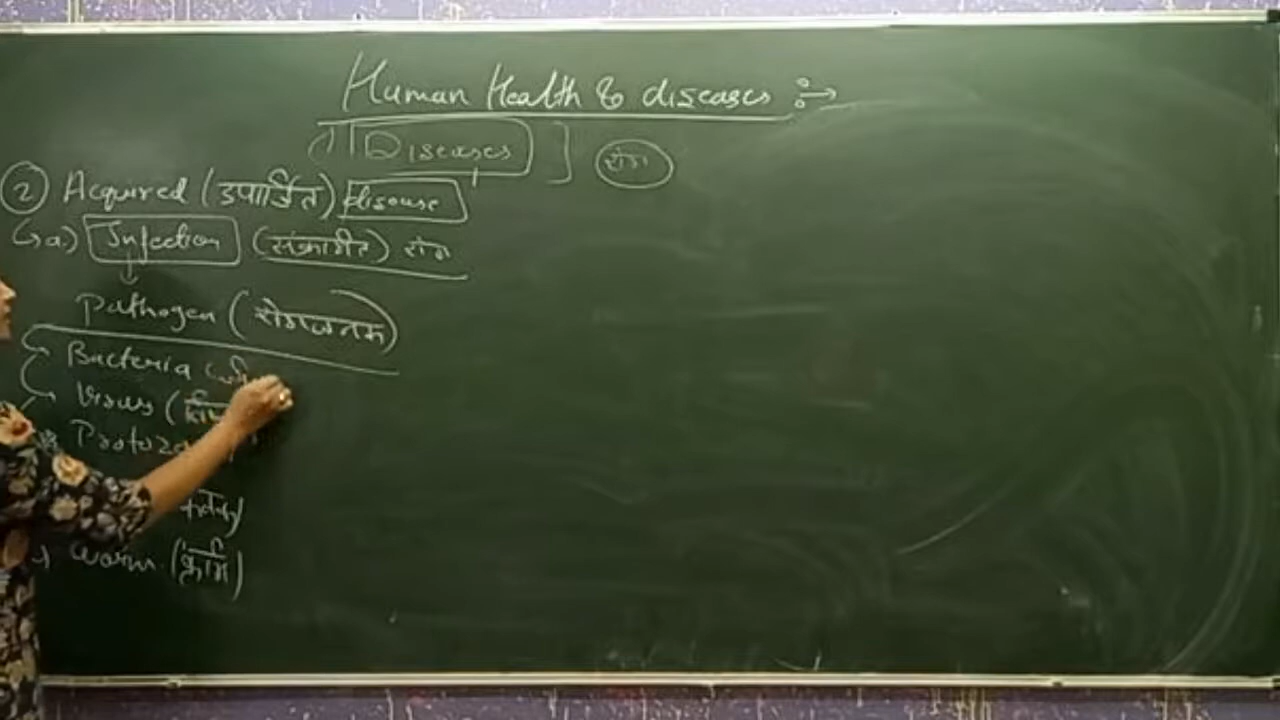 Human Health & diseases :→
Diseases ] रोग
② Acquired (उपार्जित) disease
↳ a) Infection (संक्रामीत) रोग
↓
Pathogen (रोगजनक)
→ Bacteria
→ Virus
Protozoa
→ worm (कृमि)